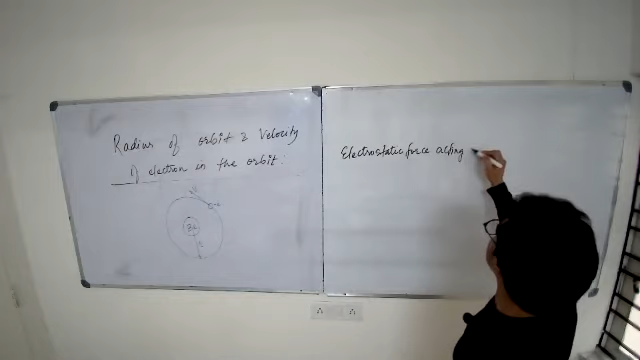 Radius of orbit & Velocity
of electron in the orbit:
Electrostatic force acting